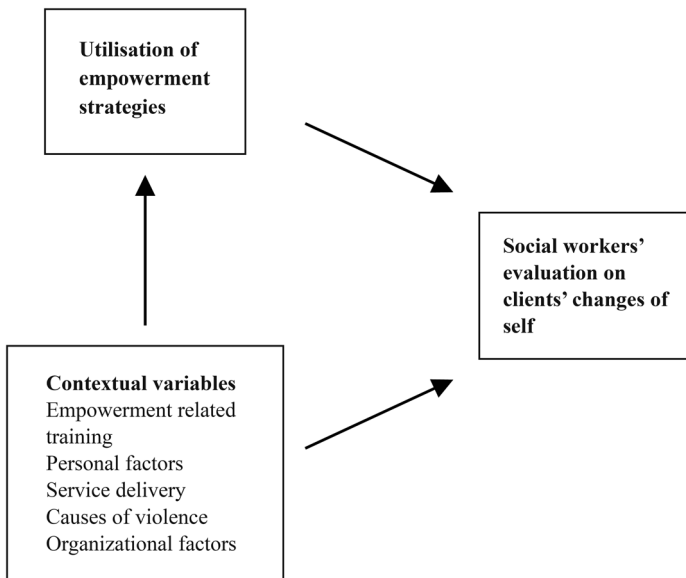 Utilisation of
empowerment
strategies
Social workers’
evaluation on
clients’ changes of
self
Contextual variables
Empowerment related
training
Personal factors
Service delivery
Causes of violence
Organizational factors